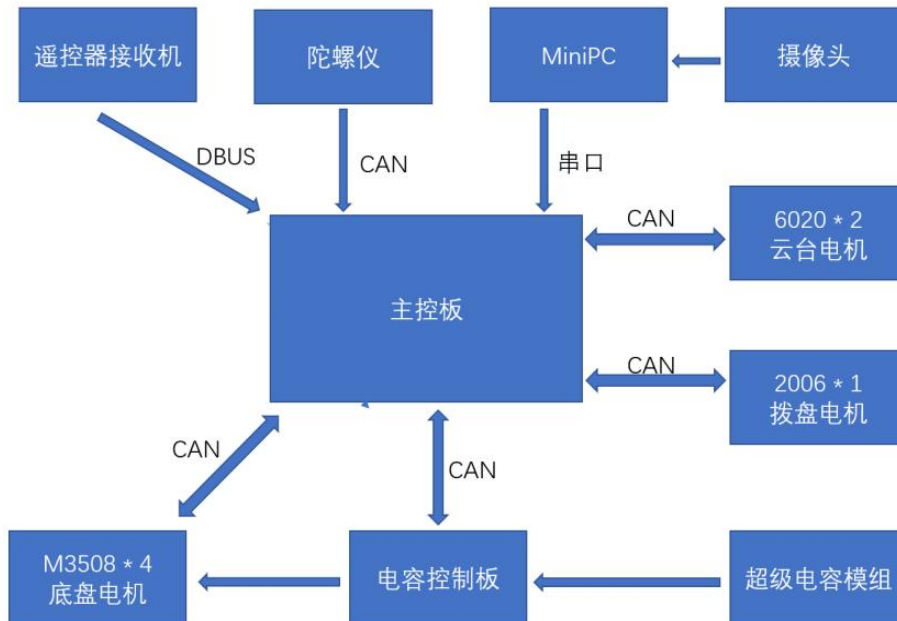 遥控器接收机
陀螺仪
MiniPC
摄像头
DBUS
CAN
串口
CAN
6020 * 2
云台电机
主控板
CAN
2006 * 1
拨盘电机
CAN
CAN
M3508 * 4
底盘电机
电容控制板
超级电容模组